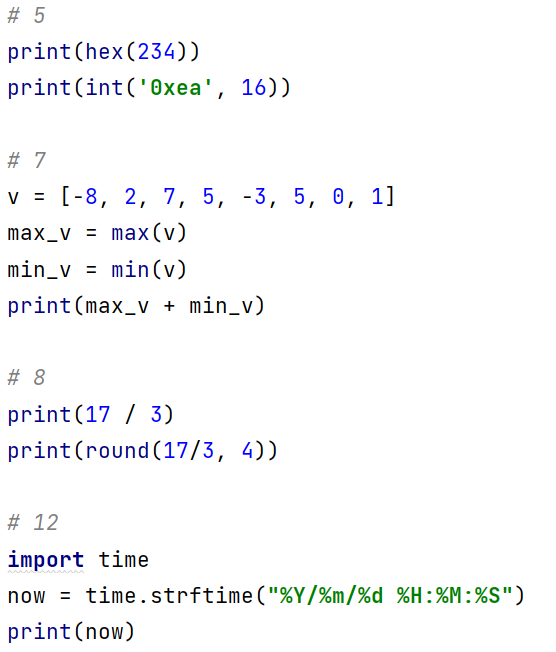 # 5
print(hex(234))
print(int('0xea', 16))
# 7
v = [-8, 2, 7, 5, -3, 5, 0, 1]
max_v = max(v)
min_v = min(v)
print(max_v + min_v)
# 8
print(17 / 3)
print(round(17/3, 4))
# 12
import time
now = time.strftime("%Y/%m/%d %H:%M:%S")
print(now)